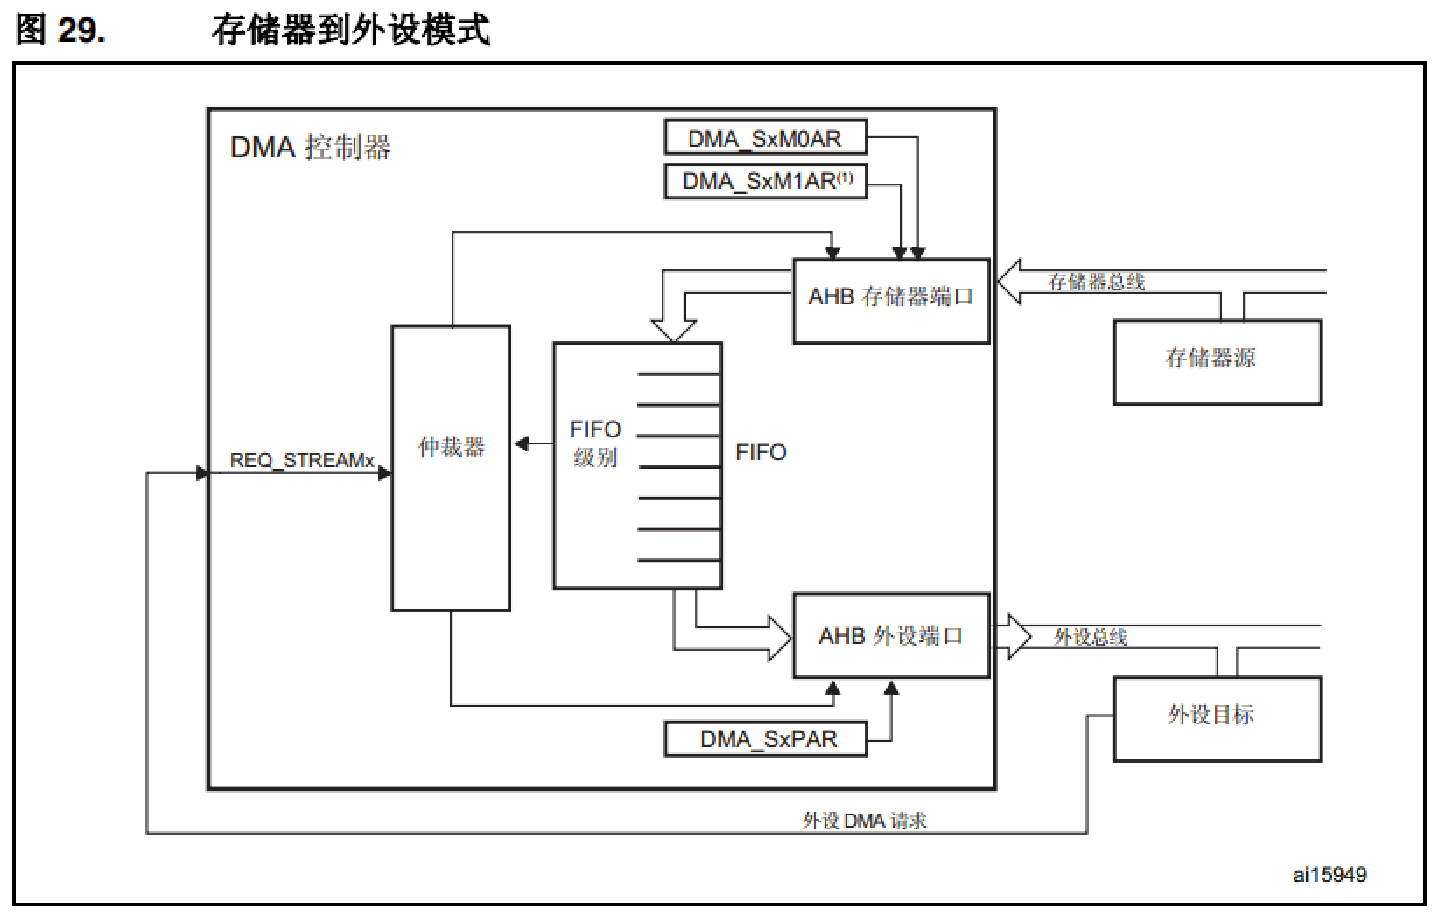 图 29. 存储器到外设模式
DMA 控制器
DMA_SxM0AR
DMA_SxM1AR(1)
AHB 存储器端口
存储器总线
存储器源
仲裁器
FIFO
级别
FIFO
REQ_STREAMx
AHB 外设端口
外设总线
外设目标
DMA_SxPAR
外设 DMA 请求
ai15949